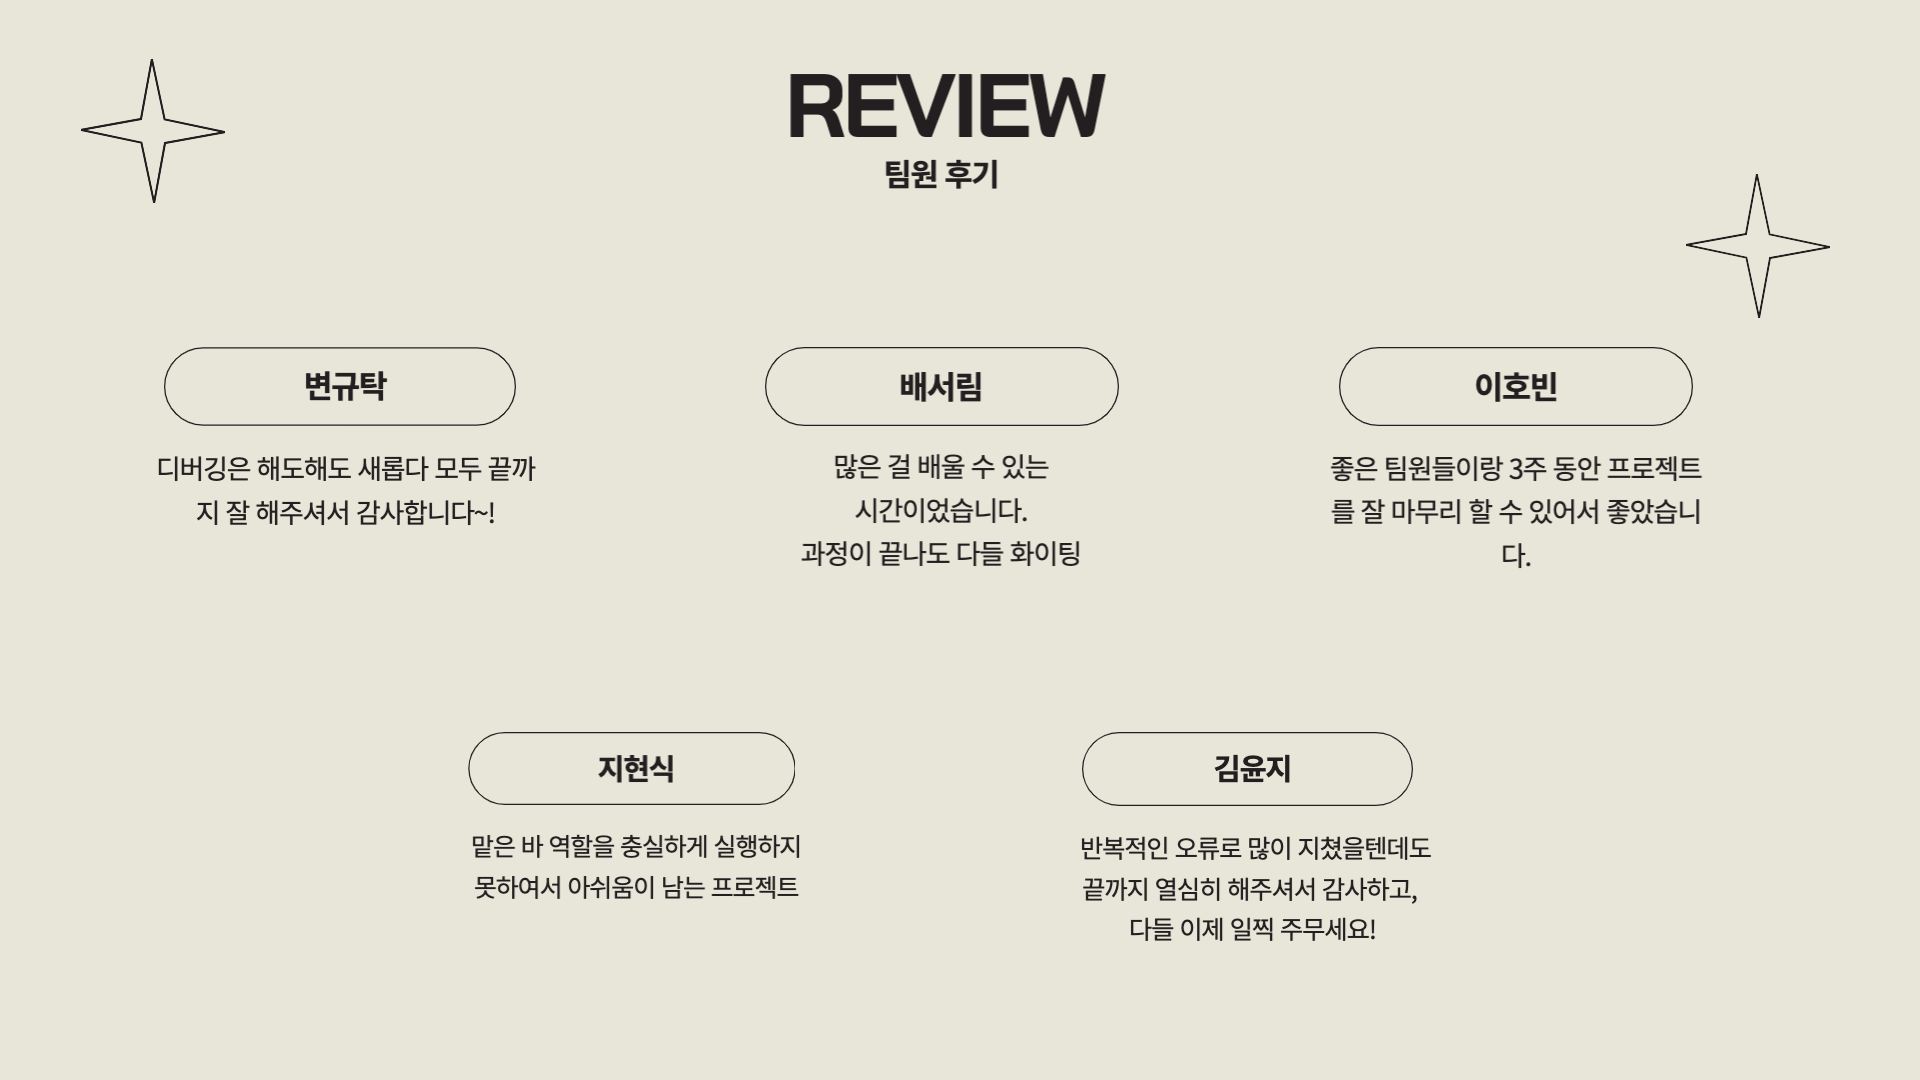 REVIEW
팀원 후기
변규탁
디버깅은 해도해도 새롭다 모두 끝까
지 잘 해주셔서 감사합니다~!
배서림
많은 걸 배울 수 있는
시간이었습니다.
과정이 끝나도 다들 화이팅
이호빈
좋은 팀원들이랑 3주 동안 프로젝트
를 잘 마무리 할 수 있어서 좋았습니
다.
지현식
맡은 바 역할을 충실하게 실행하지
못하여서 아쉬움이 남는 프로젝트
김윤지
반복적인 오류로 많이 지쳤을텐데도
끝까지 열심히 해주셔서 감사하고,
다들 이제 일찍 주무세요!